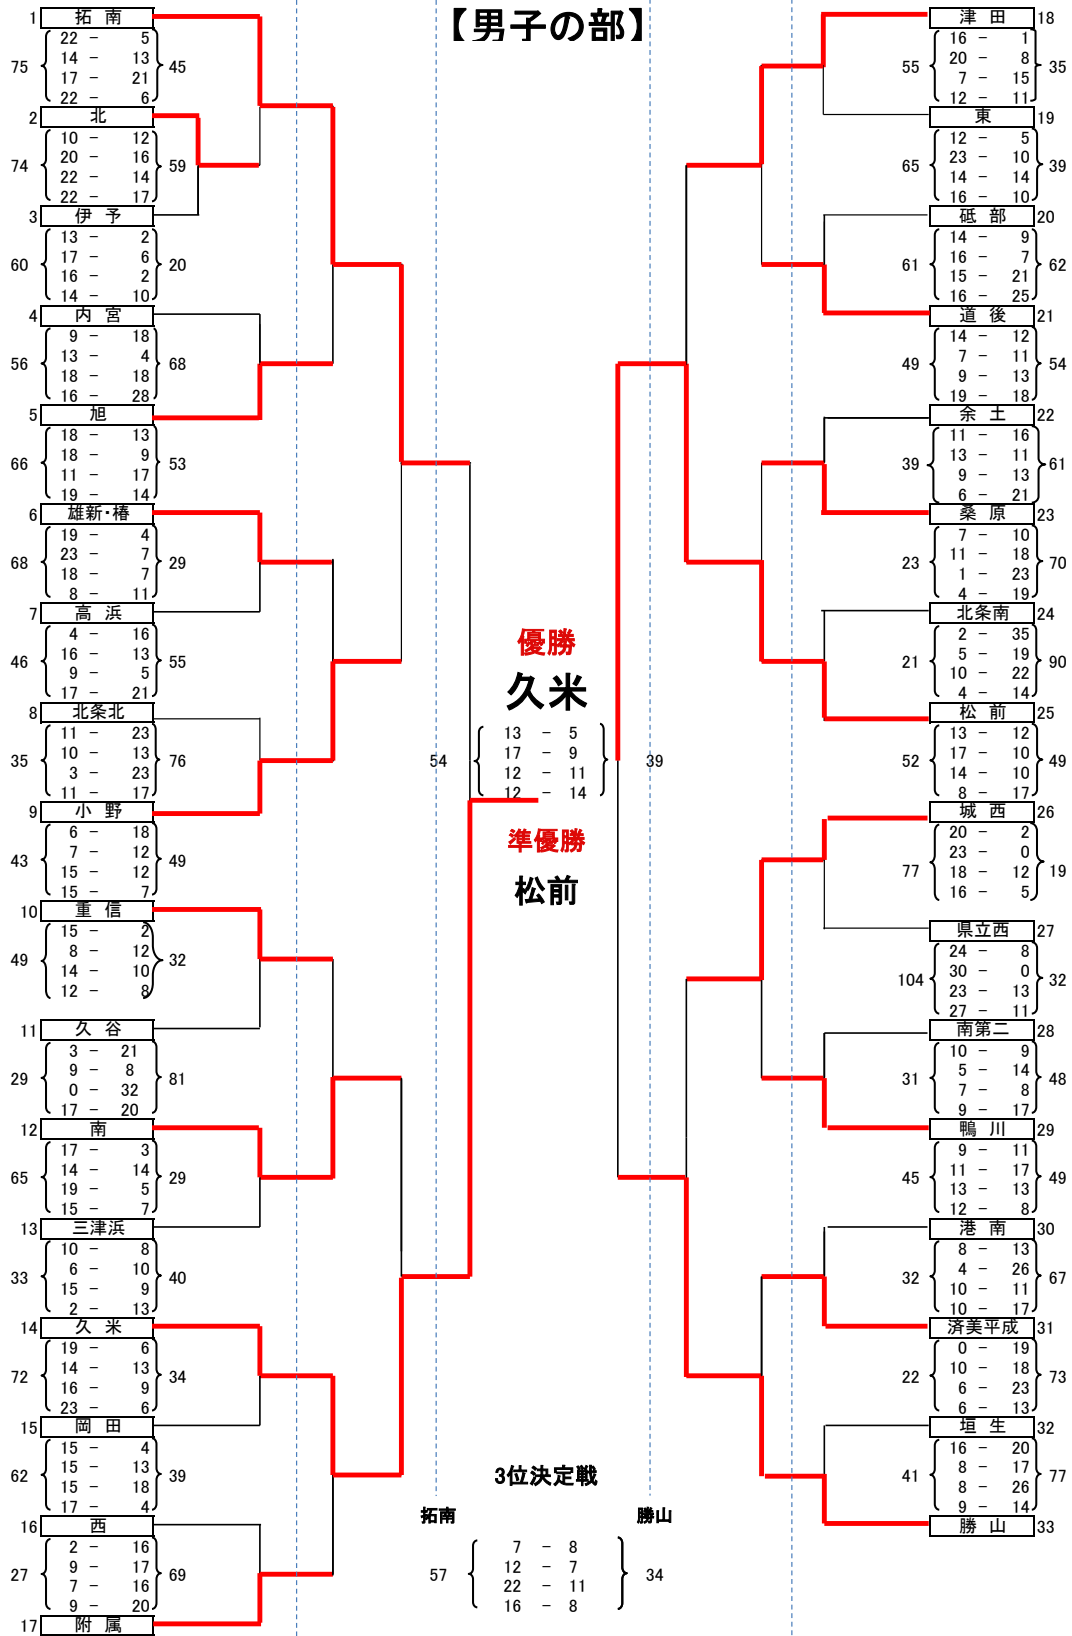 【男子の部】
1 拓南
75 45
22 - 5
14 - 13
17 - 21
22 - 6
2 北
74 59
10 - 12
20 - 16
22 - 14
22 - 17
3 伊予
60 20
13 - 2
17 - 6
16 - 2
14 - 10
4 内宮
56 68
9 - 18
13 - 4
18 - 18
16 - 28
5 旭
66 53
18 - 13
18 - 9
11 - 17
19 - 14
6 雄新・椿
68 29
19 - 4
23 - 7
18 - 7
8 - 11
7 高浜
46 55
4 - 16
16 - 13
9 - 5
17 - 21
8 北条北
35 76
11 - 23
10 - 13
3 - 23
11 - 17
9 小野
43 49
6 - 18
7 - 12
15 - 12
15 - 7
10 重信
49 32
15 - 2
8 - 12
14 - 10
12 - 8
11 久谷
29 81
3 - 21
9 - 8
0 - 32
17 - 20
12 南
65 29
17 - 3
14 - 14
19 - 5
15 - 7
13 三津浜
33 40
10 - 8
6 - 10
15 - 9
2 - 13
14 久米
72 34
19 - 6
14 - 13
16 - 9
23 - 6
15 岡田
62 39
15 - 4
15 - 13
15 - 18
17 - 4
16 西
27 69
2 - 16
9 - 17
7 - 16
9 - 20
17 附属
優勝
久米
54 39
13 - 5
17 - 9
12 - 11
12 - 14
準優勝
松前
3位決定戦
拓南 勝山
57 34
7 - 8
12 - 7
22 - 11
16 - 8
津田 18
55 35
16 - 1
20 - 8
7 - 15
12 - 11
東 19
65 39
12 - 5
23 - 10
14 - 14
16 - 10
砥部 20
61 62
14 - 9
16 - 7
15 - 21
16 - 25
道後 21
49 54
14 - 12
7 - 11
9 - 13
19 - 18
余土 22
39 61
11 - 16
13 - 11
9 - 13
6 - 21
桑原 23
23 70
7 - 10
11 - 18
1 - 23
4 - 19
北条南 24
21 90
2 - 35
5 - 19
10 - 22
4 - 14
松前 25
52 49
13 - 12
17 - 10
14 - 10
8 - 17
城西 26
77 19
20 - 2
23 - 0
18 - 12
16 - 5
県立西 27
104 32
24 - 8
30 - 0
23 - 13
27 - 11
南第二 28
31 48
10 - 9
5 - 14
7 - 8
9 - 17
鴨川 29
45 49
9 - 11
11 - 17
13 - 13
12 - 8
港南 30
32 67
8 - 13
4 - 26
10 - 11
10 - 17
済美平成 31
22 73
0 - 19
10 - 18
6 - 23
6 - 13
垣生 32
41 77
16 - 20
8 - 17
8 - 26
9 - 14
勝山 33